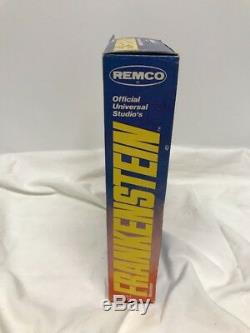 REMCO
Official
Universal
Studio's
FRANKENSTEIN